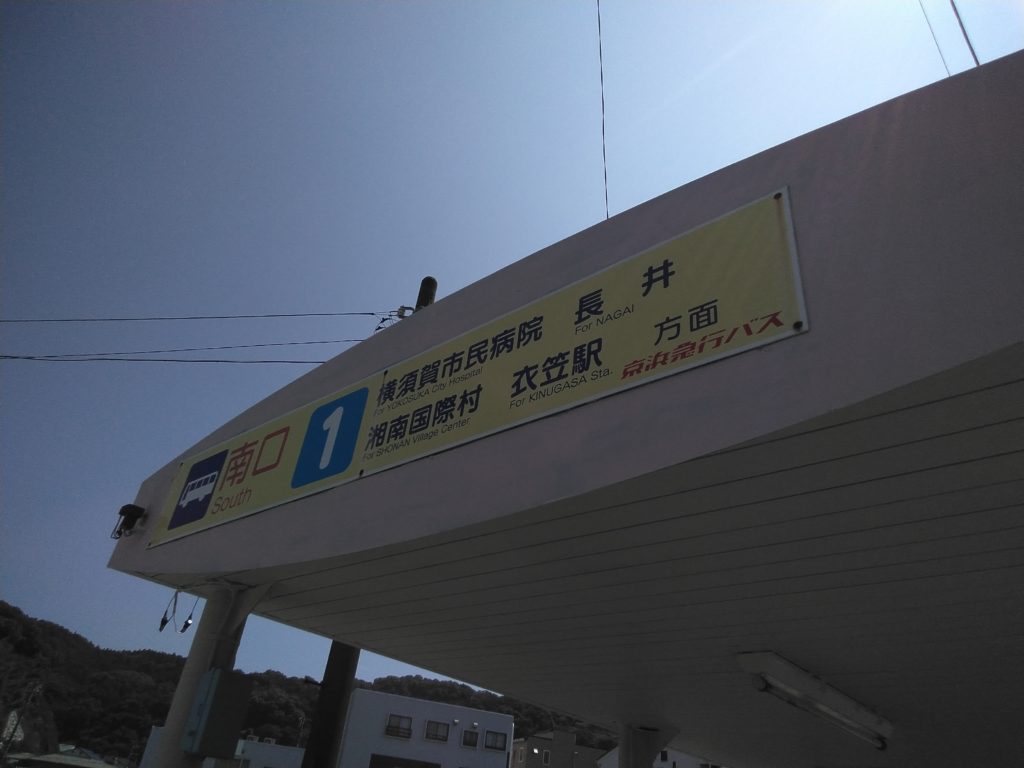 南口
South
1
横須賀市民病院 長井
For YOKOSUKA City Hospital For NAGAI
湘南国際村 衣笠駅 方面
For SHONAN Village Center For KINUGASA Sta. 京浜急行バス